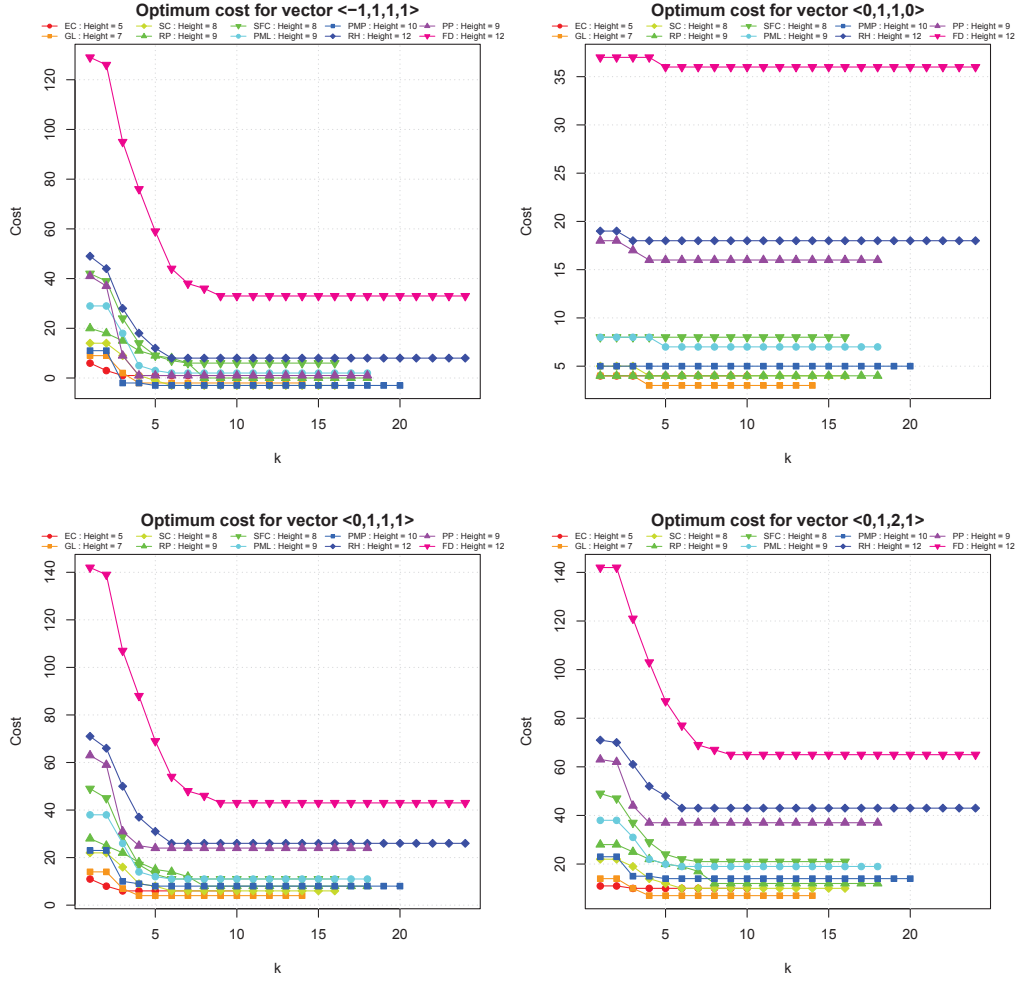 Optimum cost for vector <−1,1,1,1>
EC : Height = 5 SC : Height = 8 SFC : Height = 8 PMP : Height = 10 PP : Height = 9
GL : Height = 7 RP : Height = 9 PML : Height = 9 RH : Height = 12 FD : Height = 12
Cost
120
100
80
60
40
20
0
5 10 15 20
k
Optimum cost for vector <0,1,1,0>
EC : Height = 5 SC : Height = 8 SFC : Height = 8 PMP : Height = 10 PP : Height = 9
GL : Height = 7 RP : Height = 9 PML : Height = 9 RH : Height = 12 FD : Height = 12
Cost
35
30
25
20
15
10
5
5 10 15 20
k
Optimum cost for vector <0,1,1,1>
EC : Height = 5 SC : Height = 8 SFC : Height = 8 PMP : Height = 10 PP : Height = 9
GL : Height = 7 RP : Height = 9 PML : Height = 9 RH : Height = 12 FD : Height = 12
Cost
140
120
100
80
60
40
20
0
5 10 15 20
k
Optimum cost for vector <0,1,2,1>
EC : Height = 5 SC : Height = 8 SFC : Height = 8 PMP : Height = 10 PP : Height = 9
GL : Height = 7 RP : Height = 9 PML : Height = 9 RH : Height = 12 FD : Height = 12
Cost
140
120
100
80
60
40
20
5 10 15 20
k